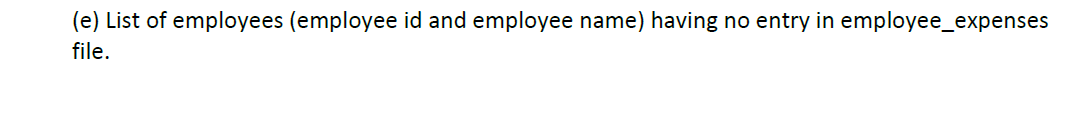 (e) List of employees (employee id and employee name) having no entry in employee_expenses
file.